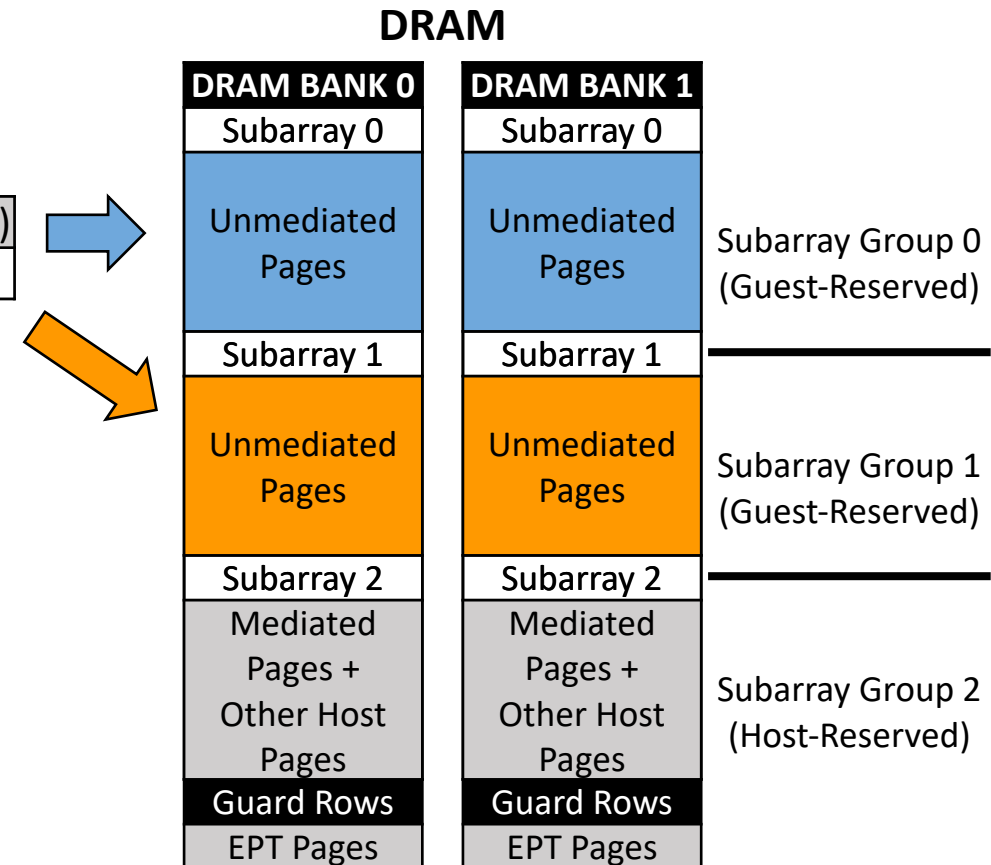 DRAM
DRAM BANK 0
DRAM BANK 1
Subarray 0
Subarray 0
)
Unmediated
Pages
Unmediated
Pages
Subarray Group 0
(Guest-Reserved)
Subarray 1
Subarray 1
Unmediated
Pages
Unmediated
Pages
Subarray Group 1
(Guest-Reserved)
Subarray 2
Subarray 2
Mediated
Pages +
Other Host
Pages
Mediated
Pages +
Other Host
Pages
Subarray Group 2
(Host-Reserved)
Guard Rows
Guard Rows
EPT Pages
EPT Pages